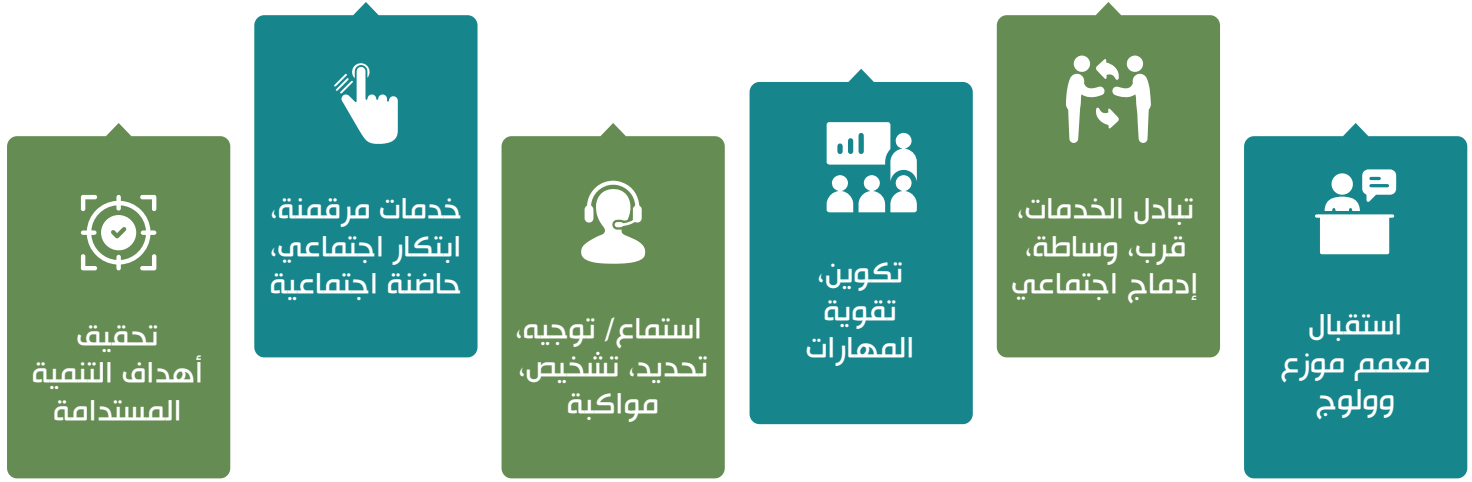 استقبال
معمم موزع
وولوج
تبادل الخدمات،
قرب، وساطة،
إدماج اجتماعي
تكوين،
تقوية
المهارات
استماع/ توجيه،
تحديد، تشخيص،
مواكبة
خدمات مرقمنة،
ابتكار اجتماعي،
حاضنة اجتماعية
تحقيق
أهداف التنمية
المستدامة